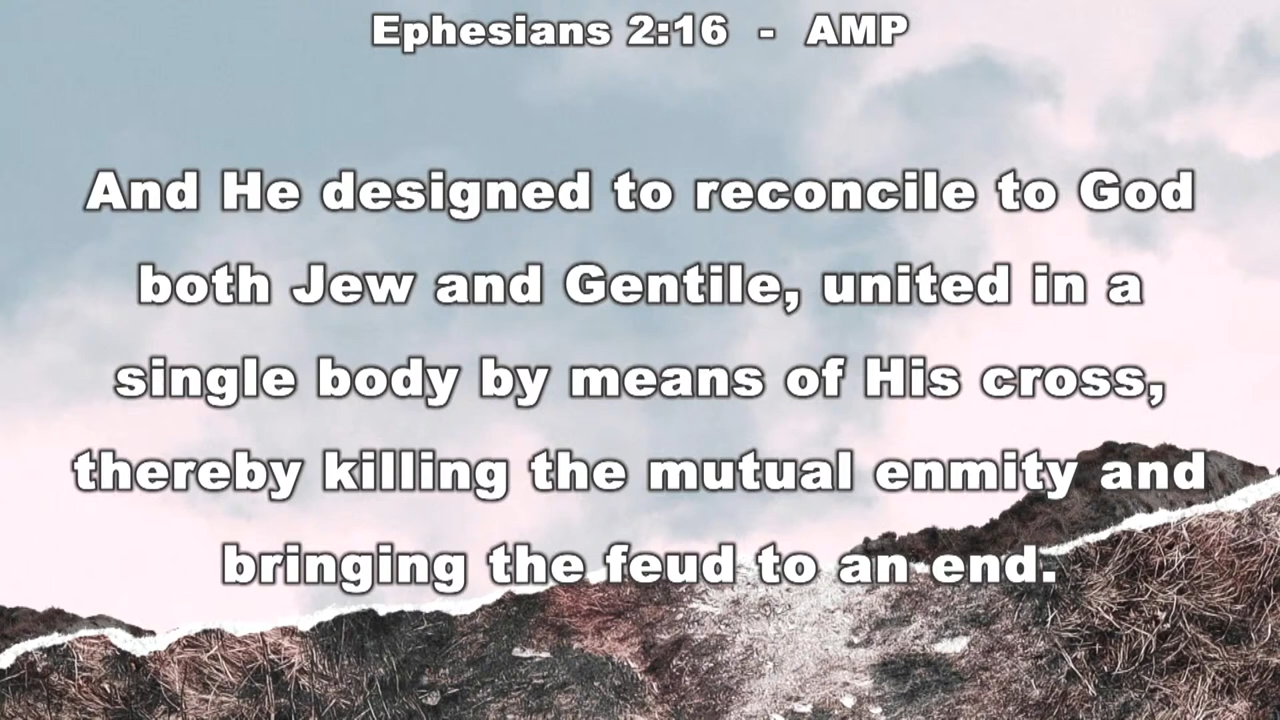 Ephesians 2:16 - AMP
And He designed to reconcile to God
both Jew and Gentile, united in a
single body by means of His cross,
thereby killing the mutual enmity and
bringing the feud to an end.